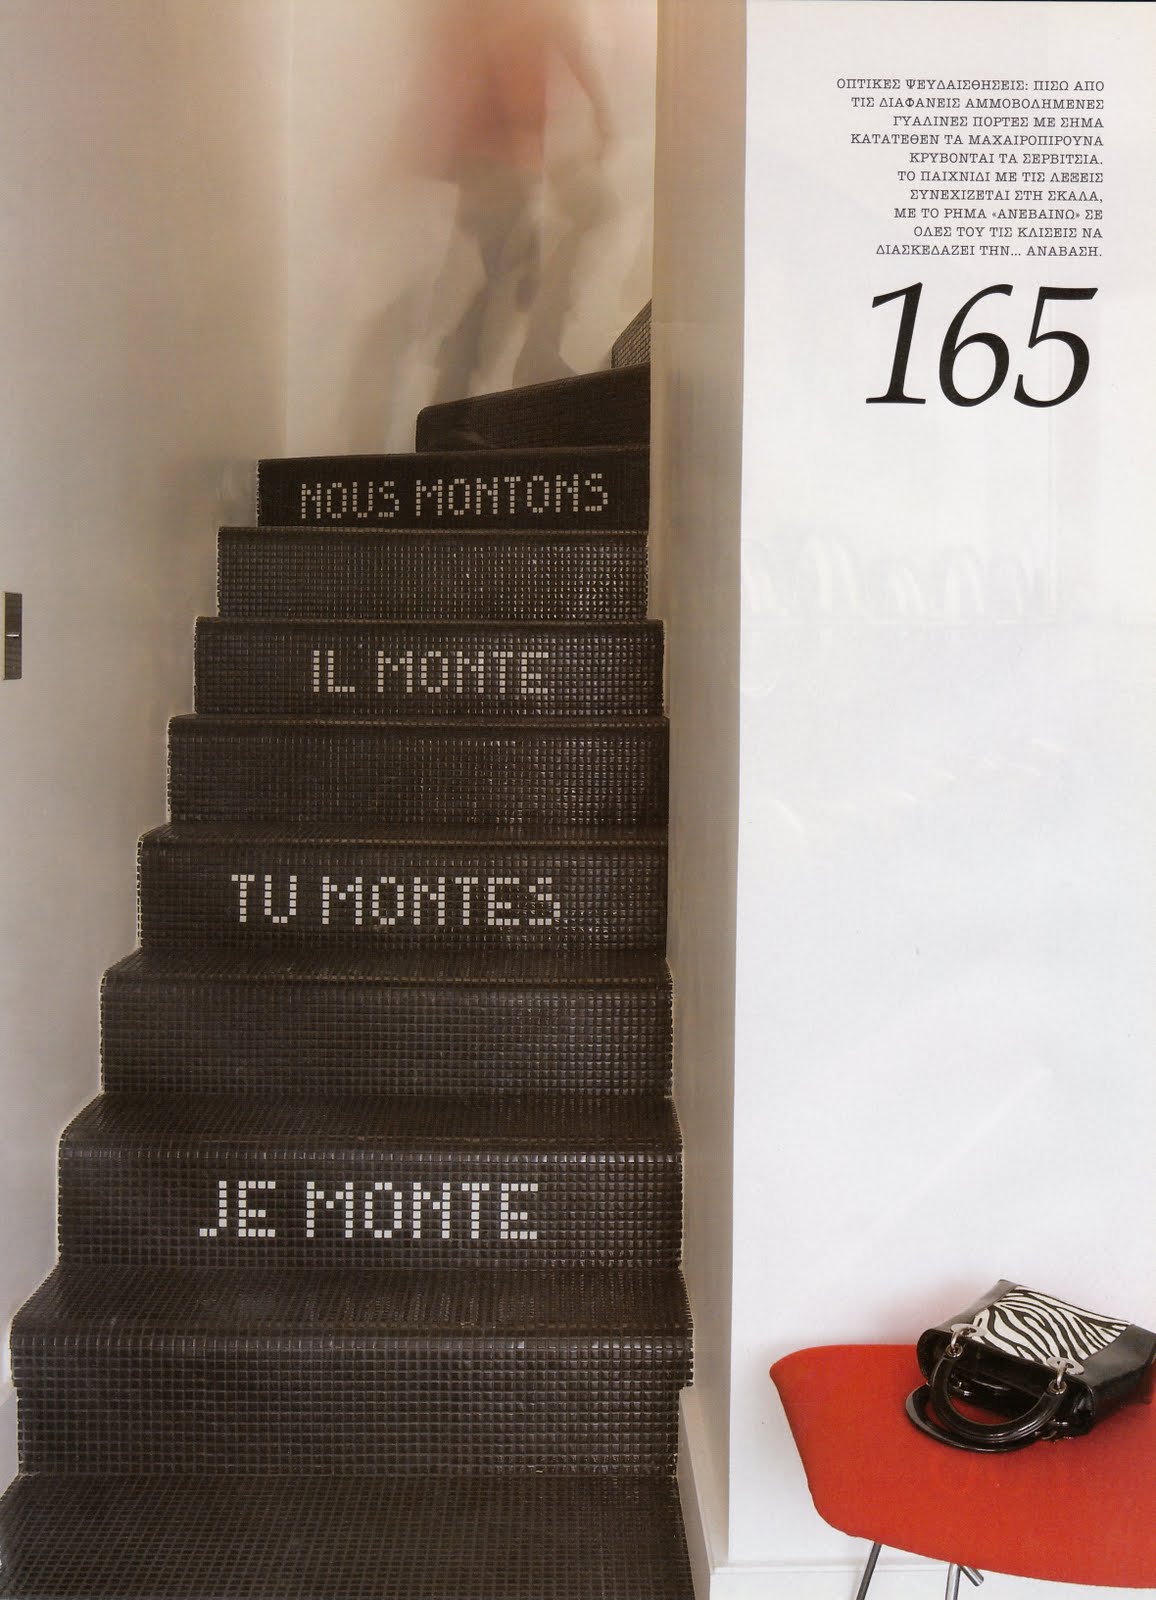 ΟΠΤΙΚΕΣ ΨΕΥΔΑΙΣΘΗΣΕΙΣ: ΠΙΣΩ ΑΠΟ
ΤΙΣ ΔΙΑΦΑΝΕΙΣ ΑΜΜΟΒΟΛΗΜΕΝΕΣ
ΓΥΑΛΙΝΕΣ ΠΟΡΤΕΣ ΜΕ ΣΗΜΑ
ΚΑΤΑΤΕΘΕΝ ΤΑ ΜΑΧΑΙΡΟΠΙΡΟΥΝΑ
ΚΡΥΒΟΝΤΑΙ ΤΑ ΣΕΡΒΙΤΣΙΑ.
ΤΟ ΠΑΙΧΝΙΔΙ ΜΕ ΤΙΣ ΛΕΞΕΙΣ
ΣΥΝΕΧΙΖΕΤΑΙ ΣΤΗ ΣΚΑΛΑ,
ΜΕ ΤΟ ΡΗΜΑ «ΑΝΕΒΑΙΝΩ» ΣΕ
ΟΛΕΣ ΤΟΥ ΤΙΣ ΚΛΙΣΕΙΣ ΝΑ
ΔΙΑΣΚΕΔΑΖΕΙ ΤΗΝ... ΑΝΑΒΑΣΗ.
165
NOUS MONTONS
IL MONTE
TU MONTES
JE MONTE